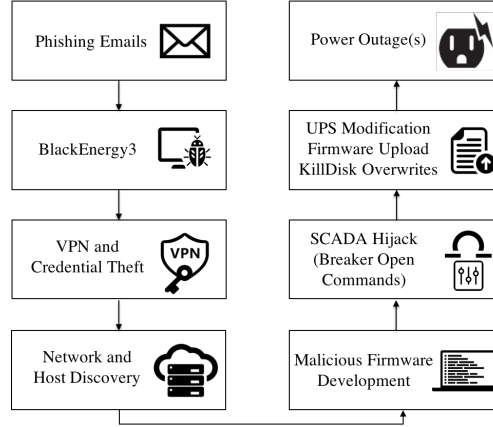 Phishing Emails
BlackEnergy3
VPN and
Credential Theft
VPN
Network and
Host Discovery
Malicious Firmware
Development
SCADA Hijack
(Breaker Open
Commands)
UPS Modification
Firmware Upload
KillDisk Overwrites
Power Outage(s)